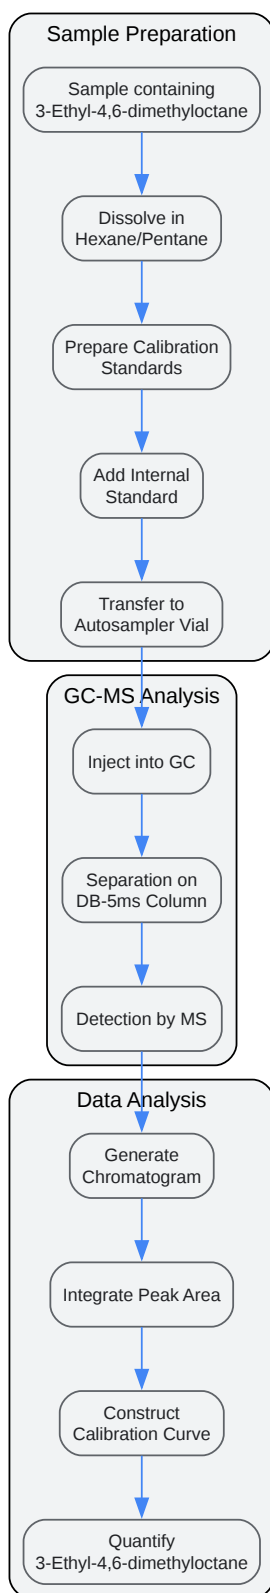 Sample Preparation
Sample containing
3-Ethyl-4,6-dimethyloctane
Dissolve in
Hexane/Pentane
Prepare Calibration
Standards
Add Internal
Standard
Transfer to
Autosampler Vial
GC-MS Analysis
Inject into GC
Separation on
DB-5ms Column
Detection by MS
Data Analysis
Generate
Chromatogram
Integrate Peak Area
Construct
Calibration Curve
Quantify
3-Ethyl-4,6-dimethyloctane